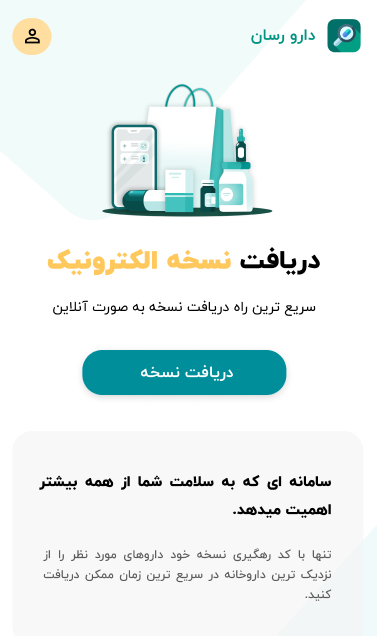 دارو رسان
دریافت نسخه الکترونیک
سریع ترین راه دریافت نسخه به صورت آنلاین
دریافت نسخه
سامانه ای که به سلامت شما از همه بیشتر
اهمیت میدهد.
تنها با کد رهگیری نسخه خود داروهای مورد نظر را از
نزدیک ترین داروخانه در سریع ترین زمان ممکن دریافت
کنید.